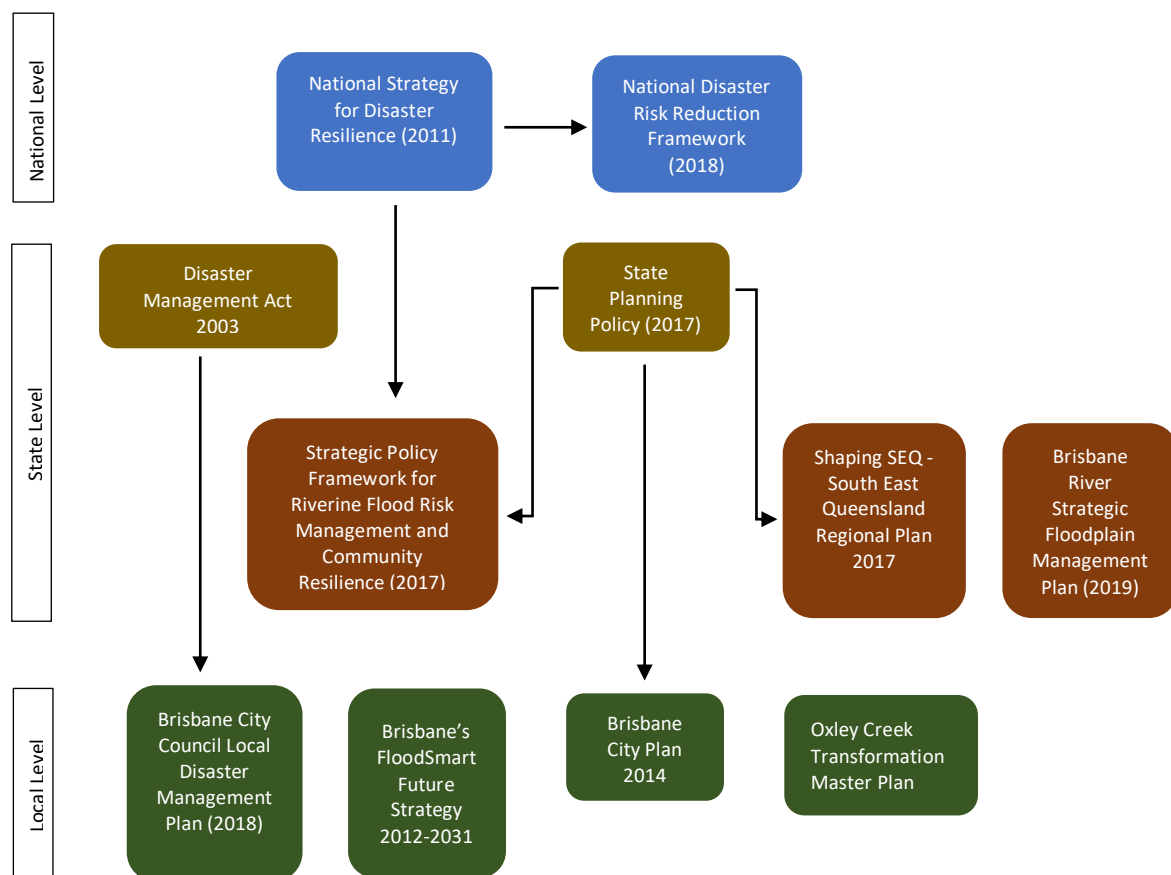 National Level
National Strategy
for Disaster
Resilience (2011)
National Disaster
Risk Reduction
Framework
(2018)
State Level
Disaster
Management Act
2003
State
Planning
Policy (2017)
Strategic Policy
Framework for
Riverine Flood Risk
Management and
Community
Resilience (2017)
Shaping SEQ -
South East
Queensland
Regional Plan
2017
Brisbane
River
Strategic
Floodplain
Management
Plan (2019)
Local Level
Brisbane City
Council Local
Disaster
Management
Plan (2018)
Brisbane’s
FloodSmart
Future
Strategy
2012-2031
Brisbane
City Plan
2014
Oxley Creek
Transformation
Master Plan